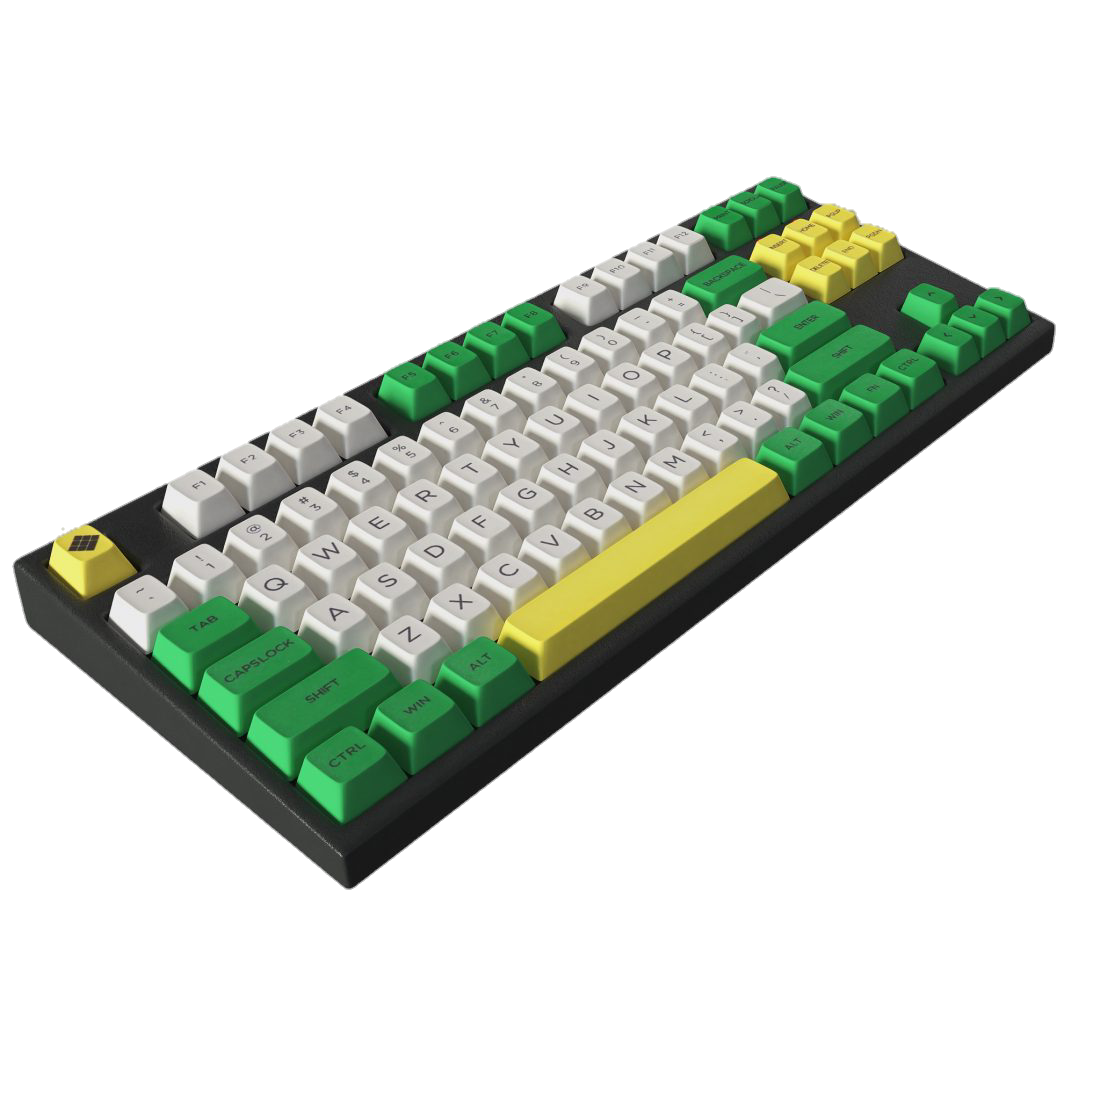 F1 F2 F3 F4 F5 F6 F7 F8 F9 F10 F11 F12 PRINT
~ ! 1 @ 2 # 3 $ 4 % 5 ^ 6 & 7 * 8 ( 9 ) 0 - + = BACKSPACE INSERT HOME PGUP
TAB Q W E R T Y U I O P { [ } ] | \ DELETE END PGDN
CAPSLOCK A S D F G H J K L : ; ENTER
SHIFT Z X C V B N M < , > . ? / SHIFT ^
CTRL WIN ALT ALT WIN FN CTRL < v >